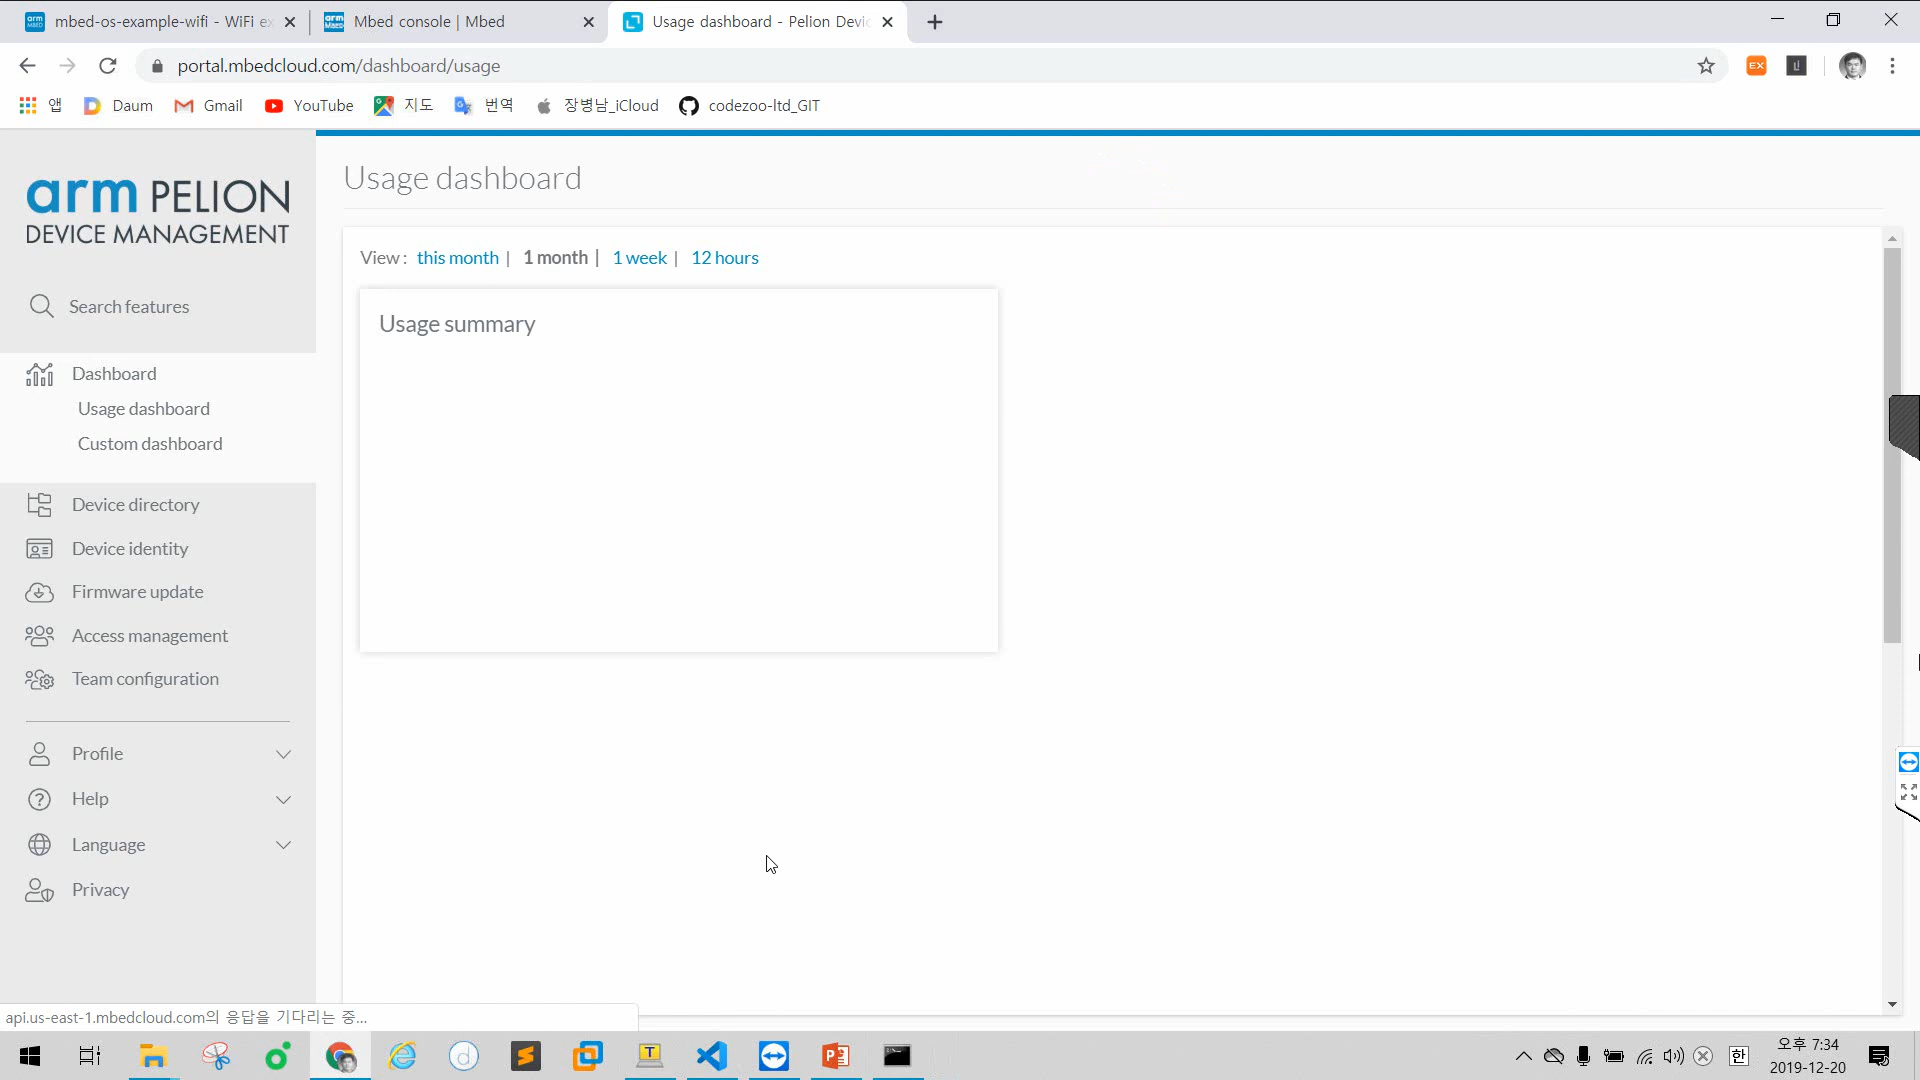 mbed-os-example-wifi - WiFi ex
Mbed console | Mbed
Usage dashboard - Pelion Devic
portal.mbedcloud.com/dashboard/usage
앱
Daum
Gmail
YouTube
지도
번역
장병남_iCloud
codezoo-ltd_GIT
arm PELION
DEVICE MANAGEMENT
Search features
Dashboard
Usage dashboard
Custom dashboard
Device directory
Device identity
Firmware update
Access management
Team configuration
Profile
Help
Language
Privacy
Usage dashboard
View : this month | 1 month | 1 week | 12 hours
Usage summary
api.us-east-1.mbedcloud.com의 응답을 기다리는 중...
한
오후 7:34
2019-12-20